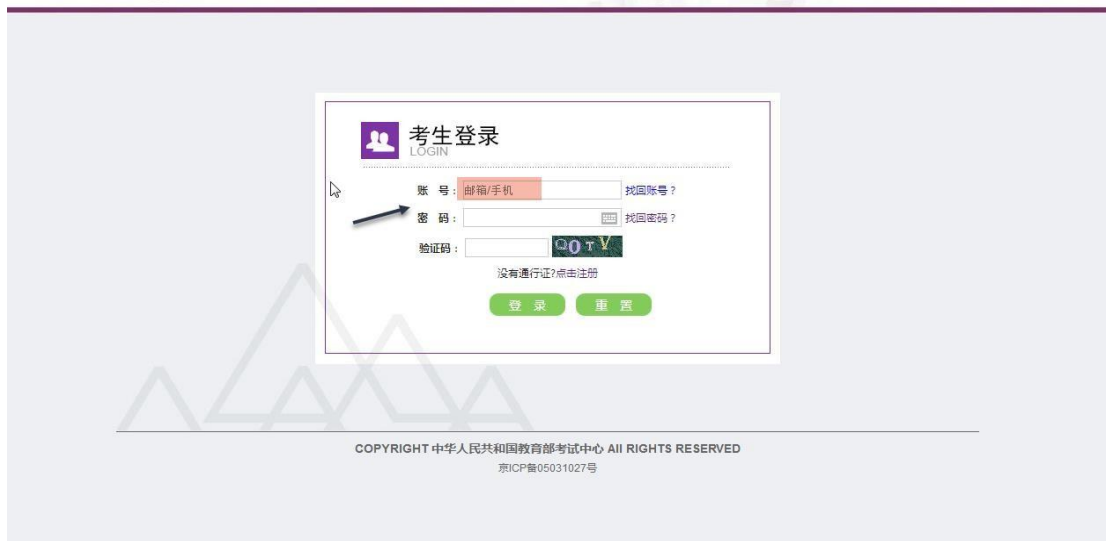 考生登录
LOGIN
账 号：邮箱/手机 找回账号？
密 码： 找回密码？
验证码： QOTV
没有通行证?点击注册
登 录 重 置
COPYRIGHT 中华人民共和国教育部考试中心 All RIGHTS RESERVED
京ICP备05031027号